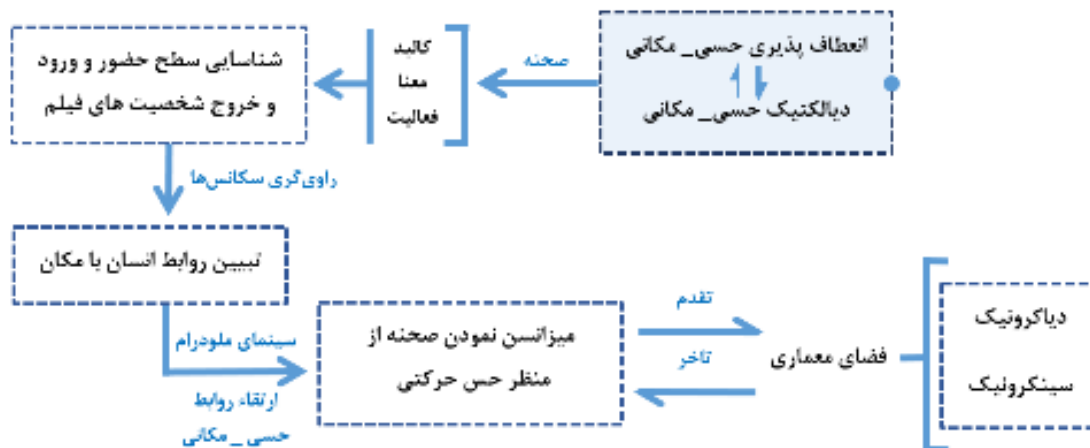 انعطاف پذیری حسی_ مکانی
دیالکتیک حسی_ مکانی
صحنه
کالبد
معنا
فعالیت
شناسایی سطح حضور و ورود
و خروج شخصیت های فیلم
راوی‌گری سکانس‌ها
تبیین روابط انسان با مکان
سینمای ملودرام
ارتقاء روابط
حسی _ مکانی
میزانسن نمودن صحنه از
منظر حس حرکتی
تقدم
تاخر
فضای معماری
دیاکرونیک
سینکرونیک